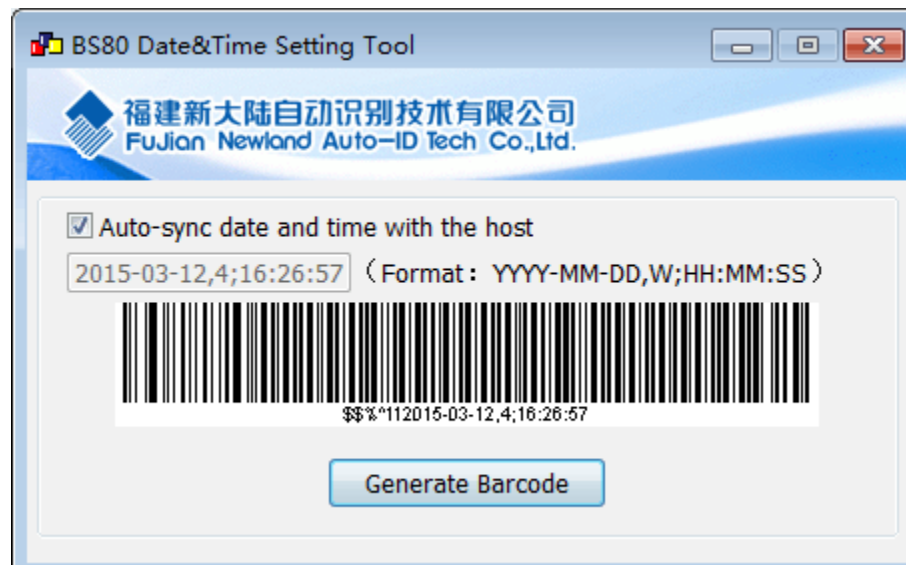 BS80 Date&Time Setting Tool
福建新大陆自动识别技术有限公司
FuJian Newland Auto-ID Tech Co.,Ltd.
Auto-sync date and time with the host
2015-03-12,4;16:26:57（Format：YYYY-MM-DD,W;HH:MM:SS）
$$%^112015-03-12,4;16:26:57
Generate Barcode